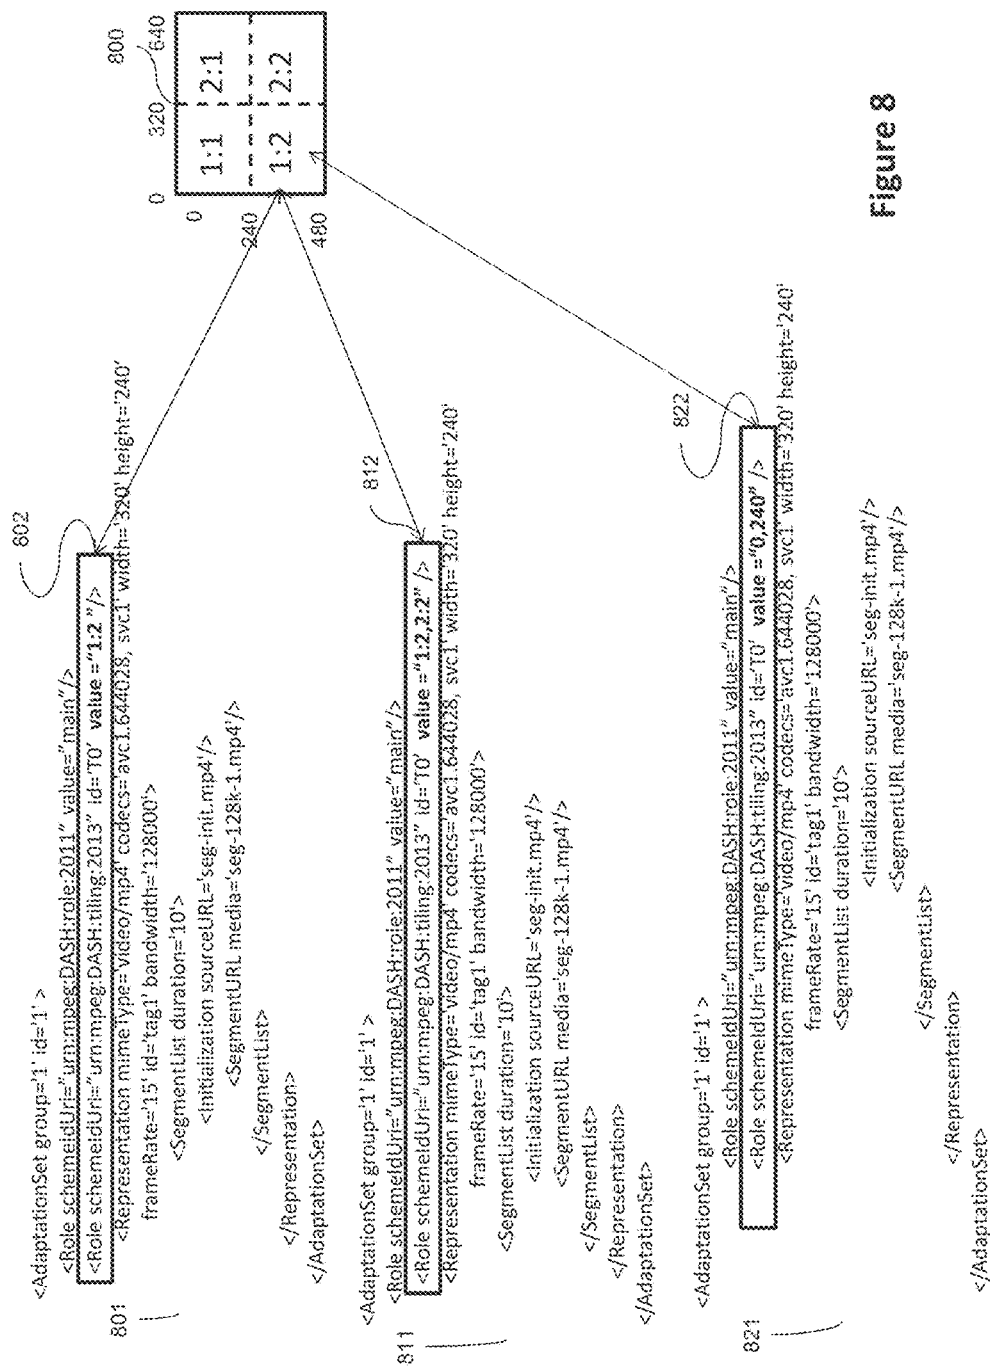 800
0 320 640
0
240
480
1:1 2:1
1:2 2:2
802
<AdaptationSet group='1' id='1' >
<Role schemeIdUri="urn:mpeg:DASH:role:2011" value="main"/>
<Role schemeIdUri="urn:mpeg:DASH:tiling:2013" id='T0' value ="1:2 "/>
<Representation mimeType='video/mp4' codecs='avc1.644028, svc1' width='320' height='240'
frameRate='15' id='tag1' bandwidth='128000'>
<SegmentList duration='10'>
<Initialization sourceURL='seg-init.mp4'/>
<SegmentURL media='seg-128k-1.mp4'/>
</SegmentList>
</Representation>
</AdaptationSet>
801
812
<AdaptationSet group='1' id='1' >
<Role schemeIdUri="urn:mpeg:DASH:role:2011" value="main"/>
<Role schemeIdUri="urn:mpeg:DASH:tiling:2013" id='T0' value ="1:2,2:2" />
<Representation mimeType='video/mp4' codecs='avc1.644028, svc1' width='320' height='240'
frameRate='15' id='tag1' bandwidth='128000'>
<SegmentList duration='10'>
<Initialization sourceURL='seg-init.mp4'/>
<SegmentURL media='seg-128k-1.mp4'/>
</SegmentList>
</Representation>
</AdaptationSet>
811
822
<AdaptationSet group='1' id='1' >
<Role schemeIdUri="urn:mpeg:DASH:role:2011" value="main"/>
<Role schemeIdUri="urn:mpeg:DASH:tiling:2013" id='T0' value ="0,240" />
<Representation mimeType='video/mp4' codecs='avc1.644028, svc1' width='320' height='240'
frameRate='15' id='tag1' bandwidth='128000'>
<SegmentList duration='10'>
<Initialization sourceURL='seg-init.mp4'/>
<SegmentURL media='seg-128k-1.mp4'/>
</SegmentList>
</Representation>
</AdaptationSet>
821
Figure 8